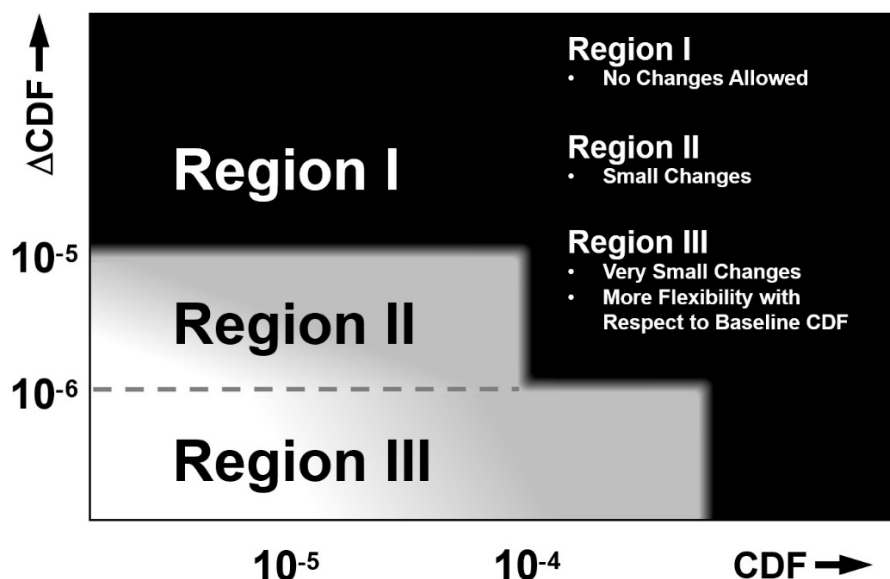 ΔCDF →
Region I
• No Changes Allowed
Region II
• Small Changes
Region III
• Very Small Changes
• More Flexibility with
Respect to Baseline CDF
Region I
10⁻⁵
Region II
10⁻⁶
Region III
10⁻⁵
10⁻⁴
CDF →